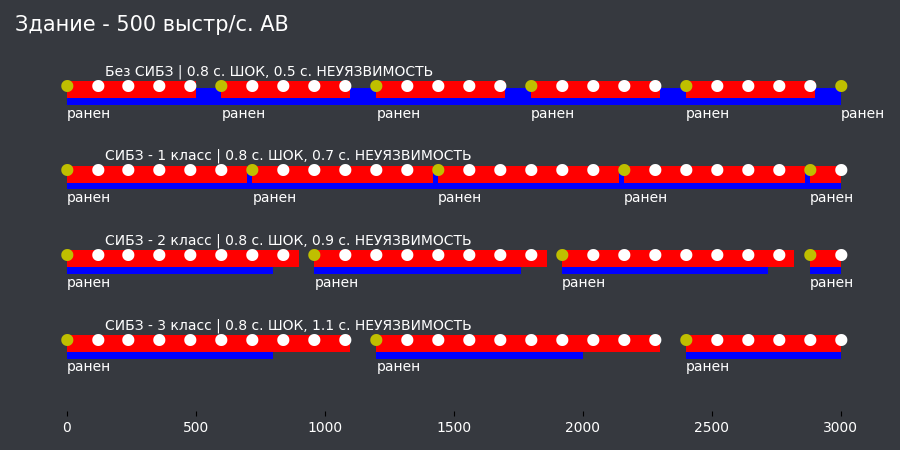 Здание - 500 выстр/с. АВ
Без СИБЗ | 0.8 с. ШОК, 0.5 с. НЕУЯЗВИМОСТЬ
ранен ранен ранен ранен ранен ранен
СИБЗ - 1 класс | 0.8 с. ШОК, 0.7 с. НЕУЯЗВИМОСТЬ
ранен ранен ранен ранен ранен
СИБЗ - 2 класс | 0.8 с. ШОК, 0.9 с. НЕУЯЗВИМОСТЬ
ранен ранен ранен ранен
СИБЗ - 3 класс | 0.8 с. ШОК, 1.1 с. НЕУЯЗВИМОСТЬ
ранен ранен ранен
0 500 1000 1500 2000 2500 3000